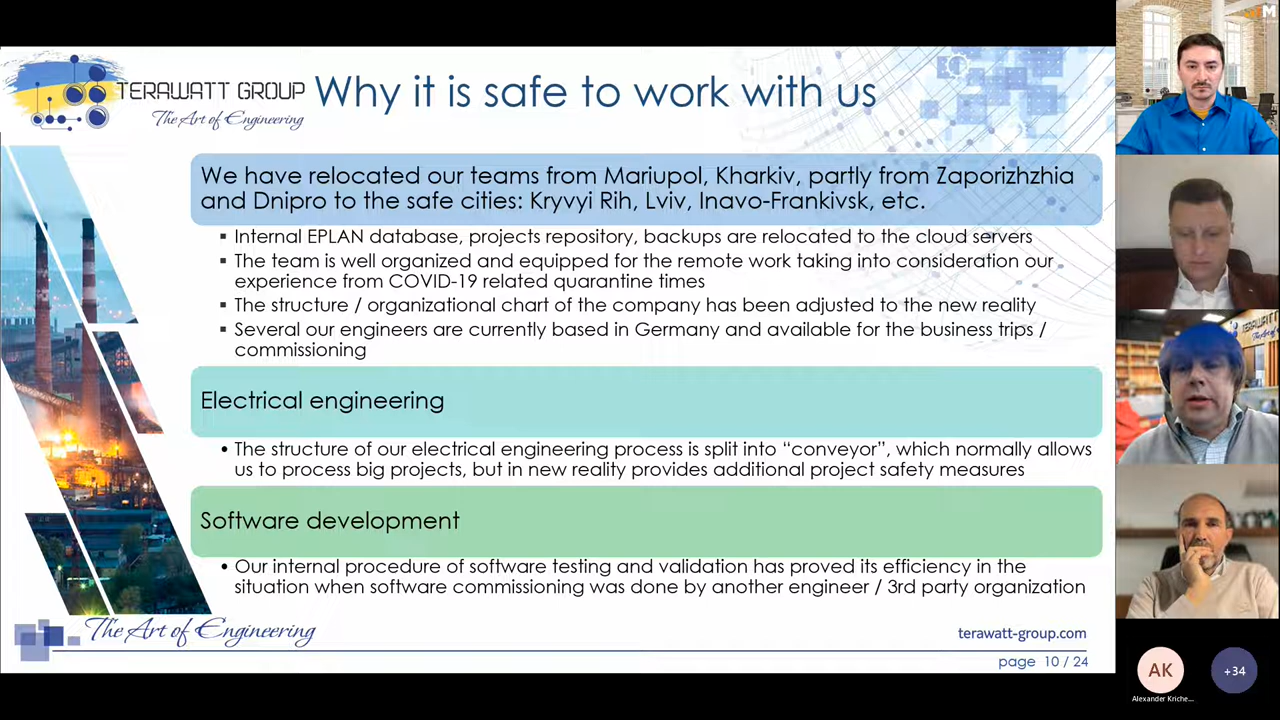 TERAWATT GROUP
The Art of Engineering
Why it is safe to work with us
We have relocated our teams from Mariupol, Kharkiv, partly from Zaporizhzhia
and Dnipro to the safe cities: Kryvyi Rih, Lviv, Inavo-Frankivsk, etc.
▪ Internal EPLAN database, projects repository, backups are relocated to the cloud servers
▪ The team is well organized and equipped for the remote work taking into consideration our
experience from COVID-19 related quarantine times
▪ The structure / organizational chart of the company has been adjusted to the new reality
▪ Several our engineers are currently based in Germany and available for the business trips /
commissioning
Electrical engineering
• The structure of our electrical engineering process is split into “conveyor”, which normally allows
us to process big projects, but in new reality provides additional project safety measures
Software development
• Our internal procedure of software testing and validation has proved its efficiency in the
situation when software commissioning was done by another engineer / 3rd party organization
The Art of Engineering
terawatt-group.com
page 10 / 24
TERAWATT
AK
Alexander Kriche...
+34